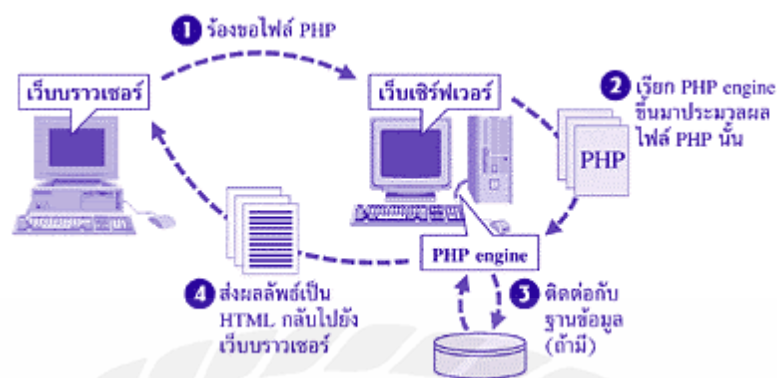 1 ร้องขอไฟล์ PHP
เว็บบราวเซอร์
เว็บเซิร์ฟเวอร์
2 เรียก PHP engine
ขึ้นมาประมวลผล
ไฟล์ PHP นั้น
PHP
PHP engine
3 ติดต่อกับ
ฐานข้อมูล
(ถ้ามี)
4 ส่งผลลัพธ์เป็น
HTML กลับไปยัง
เว็บบราวเซอร์